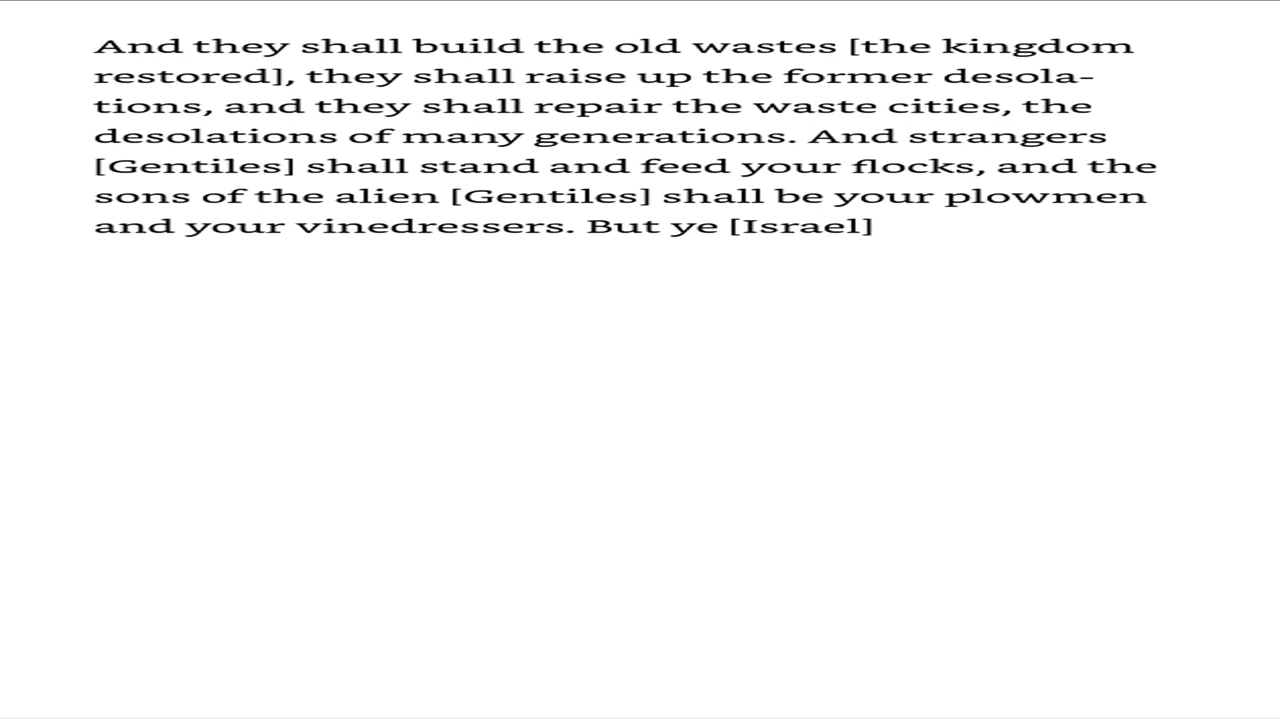 And they shall build the old wastes [the kingdom
restored], they shall raise up the former desola-
tions, and they shall repair the waste cities, the
desolations of many generations. And strangers
[Gentiles] shall stand and feed your flocks, and the
sons of the alien [Gentiles] shall be your plowmen
and your vinedressers. But ye [Israel]